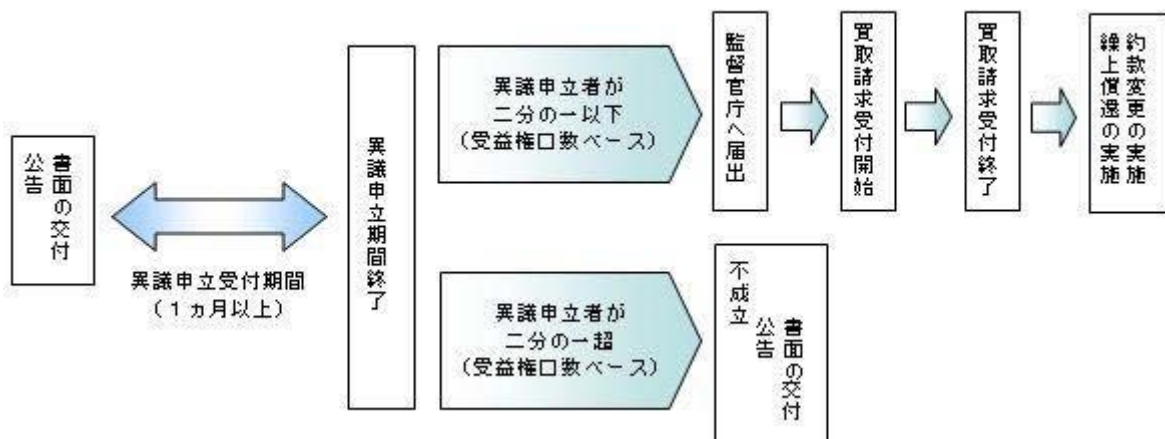 書面の交付
公告
異議申立受付期間
(1ヵ月以上)
異議申立期間終了
異議申立者が
二分の一以下
(受益権口数ベース)
監督官庁へ届出
買取請求受付開始
買取請求受付終了
約款変更の実施
繰上償還の実施
異議申立者が
二分の一超
(受益権口数ベース)
不成立
書面の交付
公告